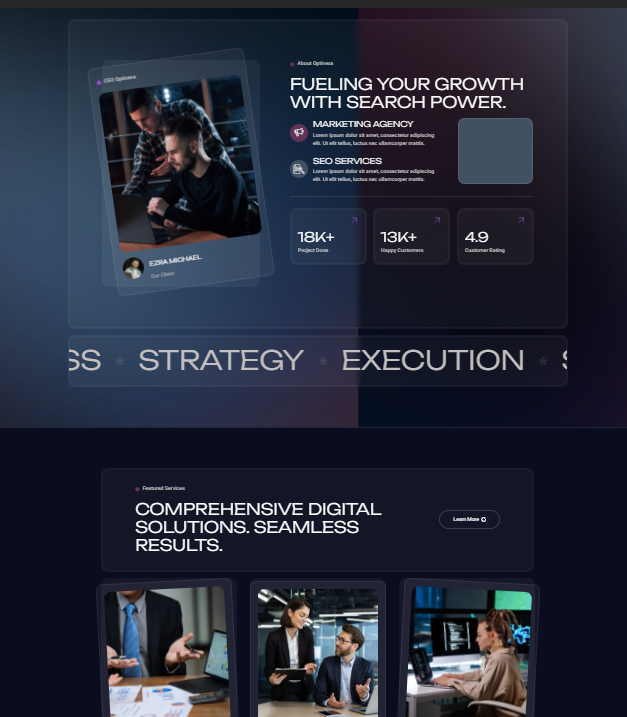 CEO Optivexa
EZRA MICHAEL
Our Client
About Optivexa
FUELING YOUR GROWTH
WITH SEARCH POWER.
MARKETING AGENCY
Lorem ipsum dolor sit amet, consectetur adipiscing
elit. Ut elit tellus, luctus nec ullamcorper mattis.
SEO SERVICES
Lorem ipsum dolor sit amet, consectetur adipiscing
elit. Ut elit tellus, luctus nec ullamcorper mattis.
18K+
Project Done
13K+
Happy Customers
4.9
Customer Rating
SS * STRATEGY * EXECUTION * S
Featured Services
COMPREHENSIVE DIGITAL
SOLUTIONS. SEAMLESS
RESULTS.
Learn More